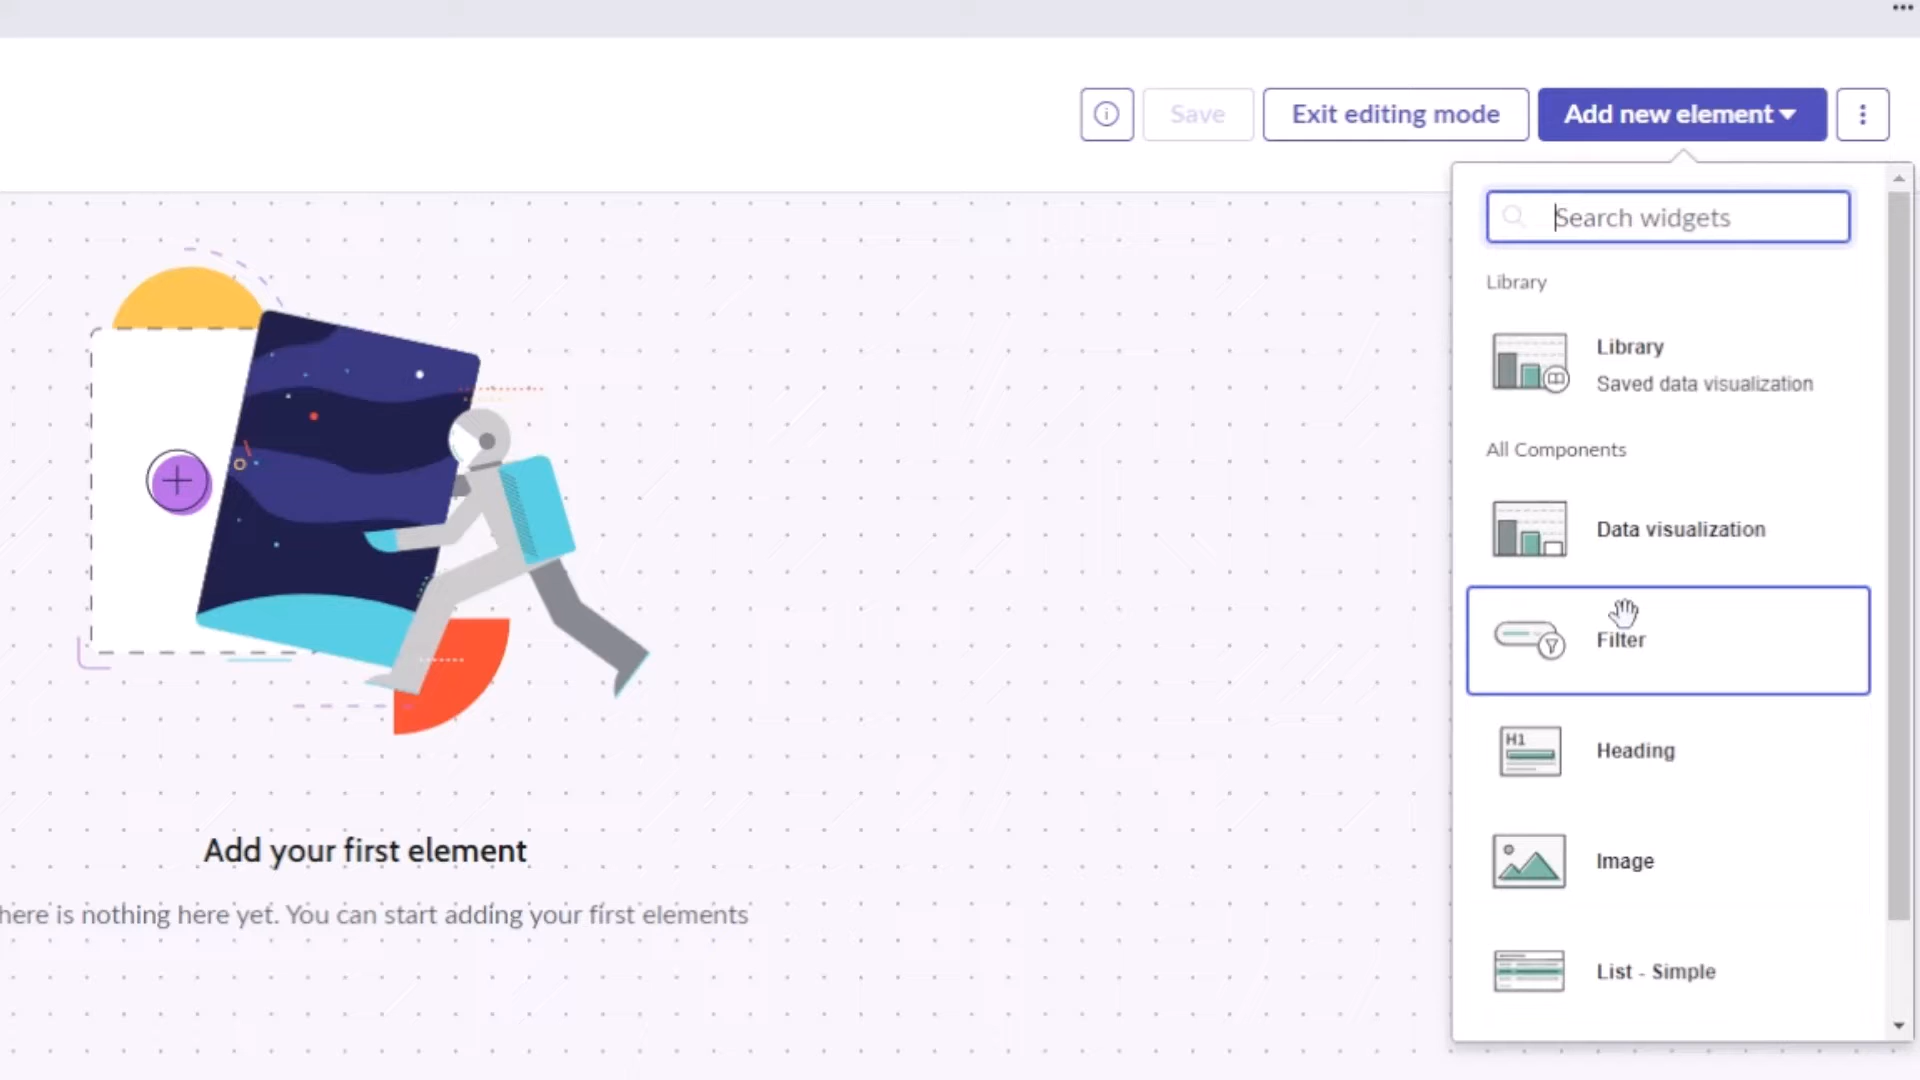 Save
Exit editing mode
Add new element
Search widgets
Library
Library
Saved data visualization
All Components
Data visualization
Filter
Heading
H1
Image
List - Simple
Add your first element
here is nothing here yet. You can start adding your first elements